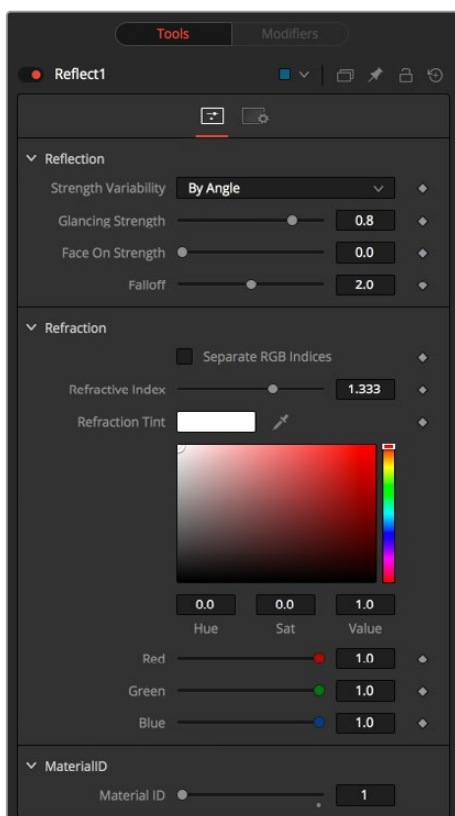 Tools Modifiers
Reflect1
Reflection
Strength Variability By Angle
Glancing Strength 0.8
Face On Strength 0.0
Falloff 2.0
Refraction
Separate RGB Indices
Refractive Index 1.333
Refraction Tint
0.0 0.0 1.0
Hue Sat Value
Red 1.0
Green 1.0
Blue 1.0
MaterialID
Material ID 1